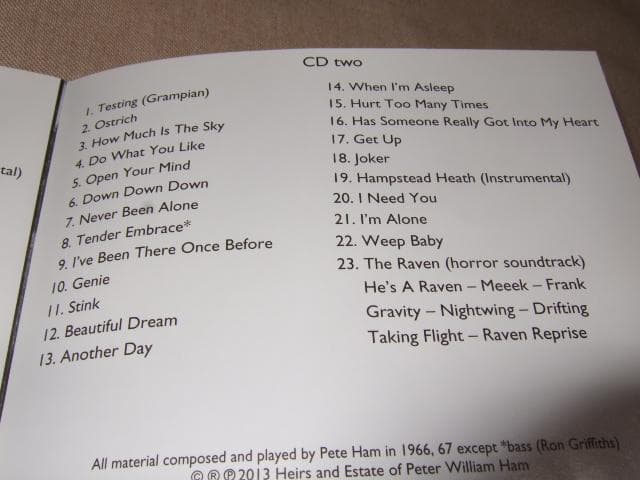 CD two
tal)
1. Testing (Grampian)
2. Ostrich
3. How Much Is The Sky
4. Do What You Like
5. Open Your Mind
6. Down Down Down
7. Never Been Alone
8. Tender Embrace*
9. I've Been There Once Before
10. Genie
11. Stink
12. Beautiful Dream
13. Another Day
14. When I'm Asleep
15. Hurt Too Many Times
16. Has Someone Really Got Into My Heart
17. Get Up
18. Joker
19. Hampstead Heath (Instrumental)
20. I Need You
21. I'm Alone
22. Weep Baby
23. The Raven (horror soundtrack)
He's A Raven – Meeek – Frank
Gravity – Nightwing – Drifting
Taking Flight – Raven Reprise
All material composed and played by Pete Ham in 1966, 67 except *bass (Ron Griffiths)
© ® ℗ 2013 Heirs and Estate of Peter William Ham